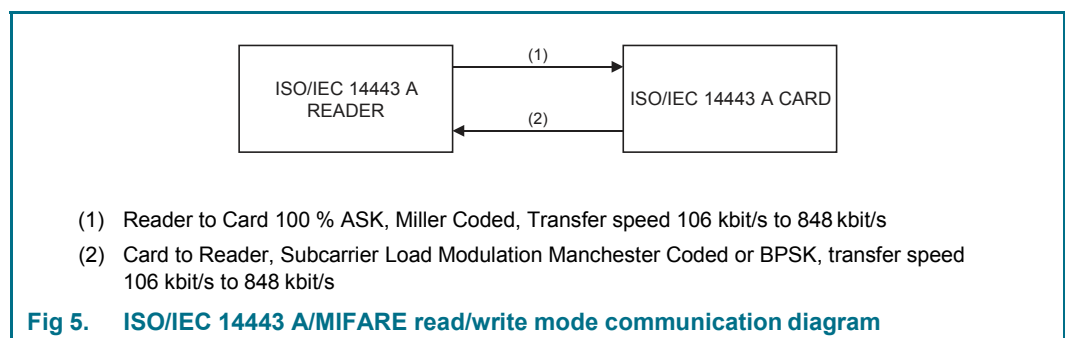 (1)
ISO/IEC 14443 A
READER
ISO/IEC 14443 A CARD
(2)
(1) Reader to Card 100 % ASK, Miller Coded, Transfer speed 106 kbit/s to 848 kbit/s
(2) Card to Reader, Subcarrier Load Modulation Manchester Coded or BPSK, transfer speed
106 kbit/s to 848 kbit/s
Fig 5. ISO/IEC 14443 A/MIFARE read/write mode communication diagram